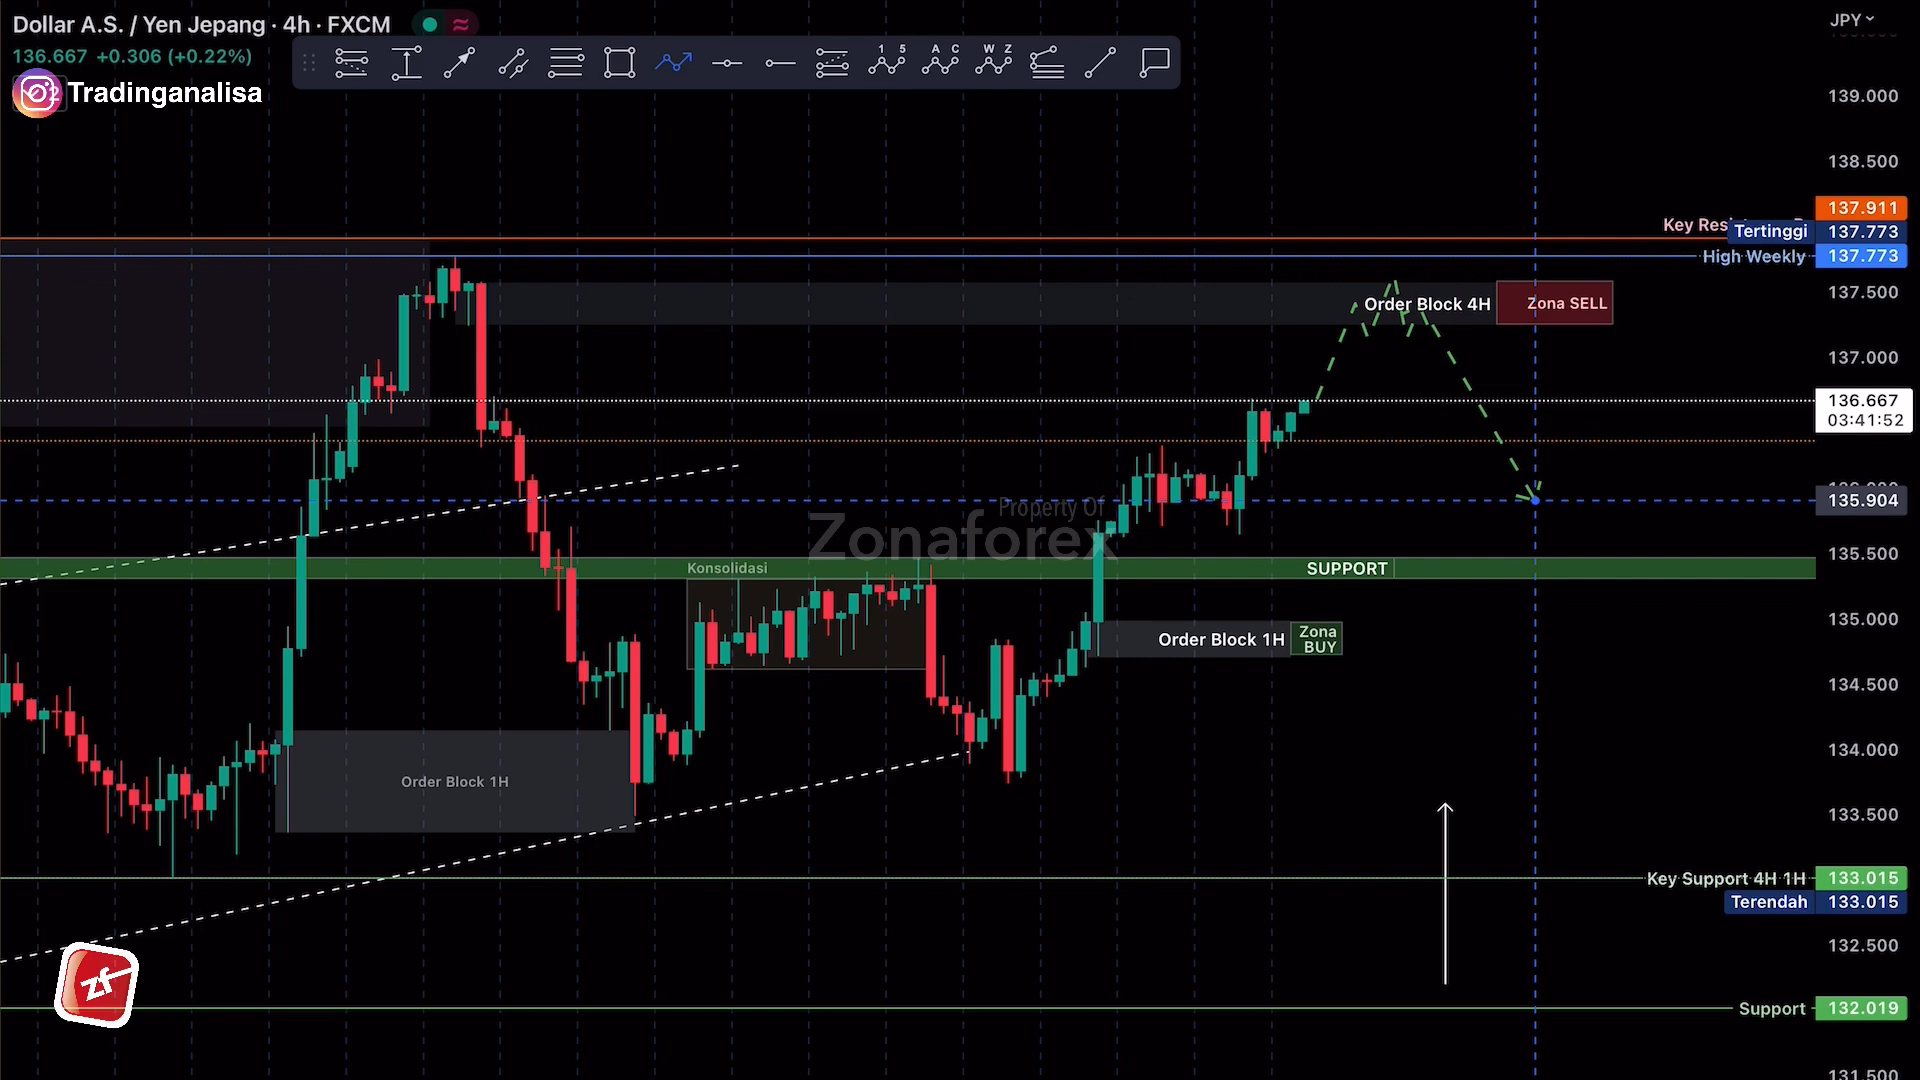 Dollar A.S. / Yen Jepang · 4h · FXCM
136.667 +0.306 (+0.22%)
Tradinganalisa
1 5
A C
W Z
JPY
139.000
138.500
137.911
Key Res
Tertinggi 137.773
High Weekly 137.773
137.500
Order Block 4H
Zona SELL
137.000
136.667
03:41:52
135.904
Property Of
Zonaforex
135.500
Konsolidasi
SUPPORT
135.000
Order Block 1H
Zona
BUY
134.500
134.000
Order Block 1H
133.500
Key Support 4H 1H 133.015
Terendah 133.015
132.500
zf
Support 132.019
131.500